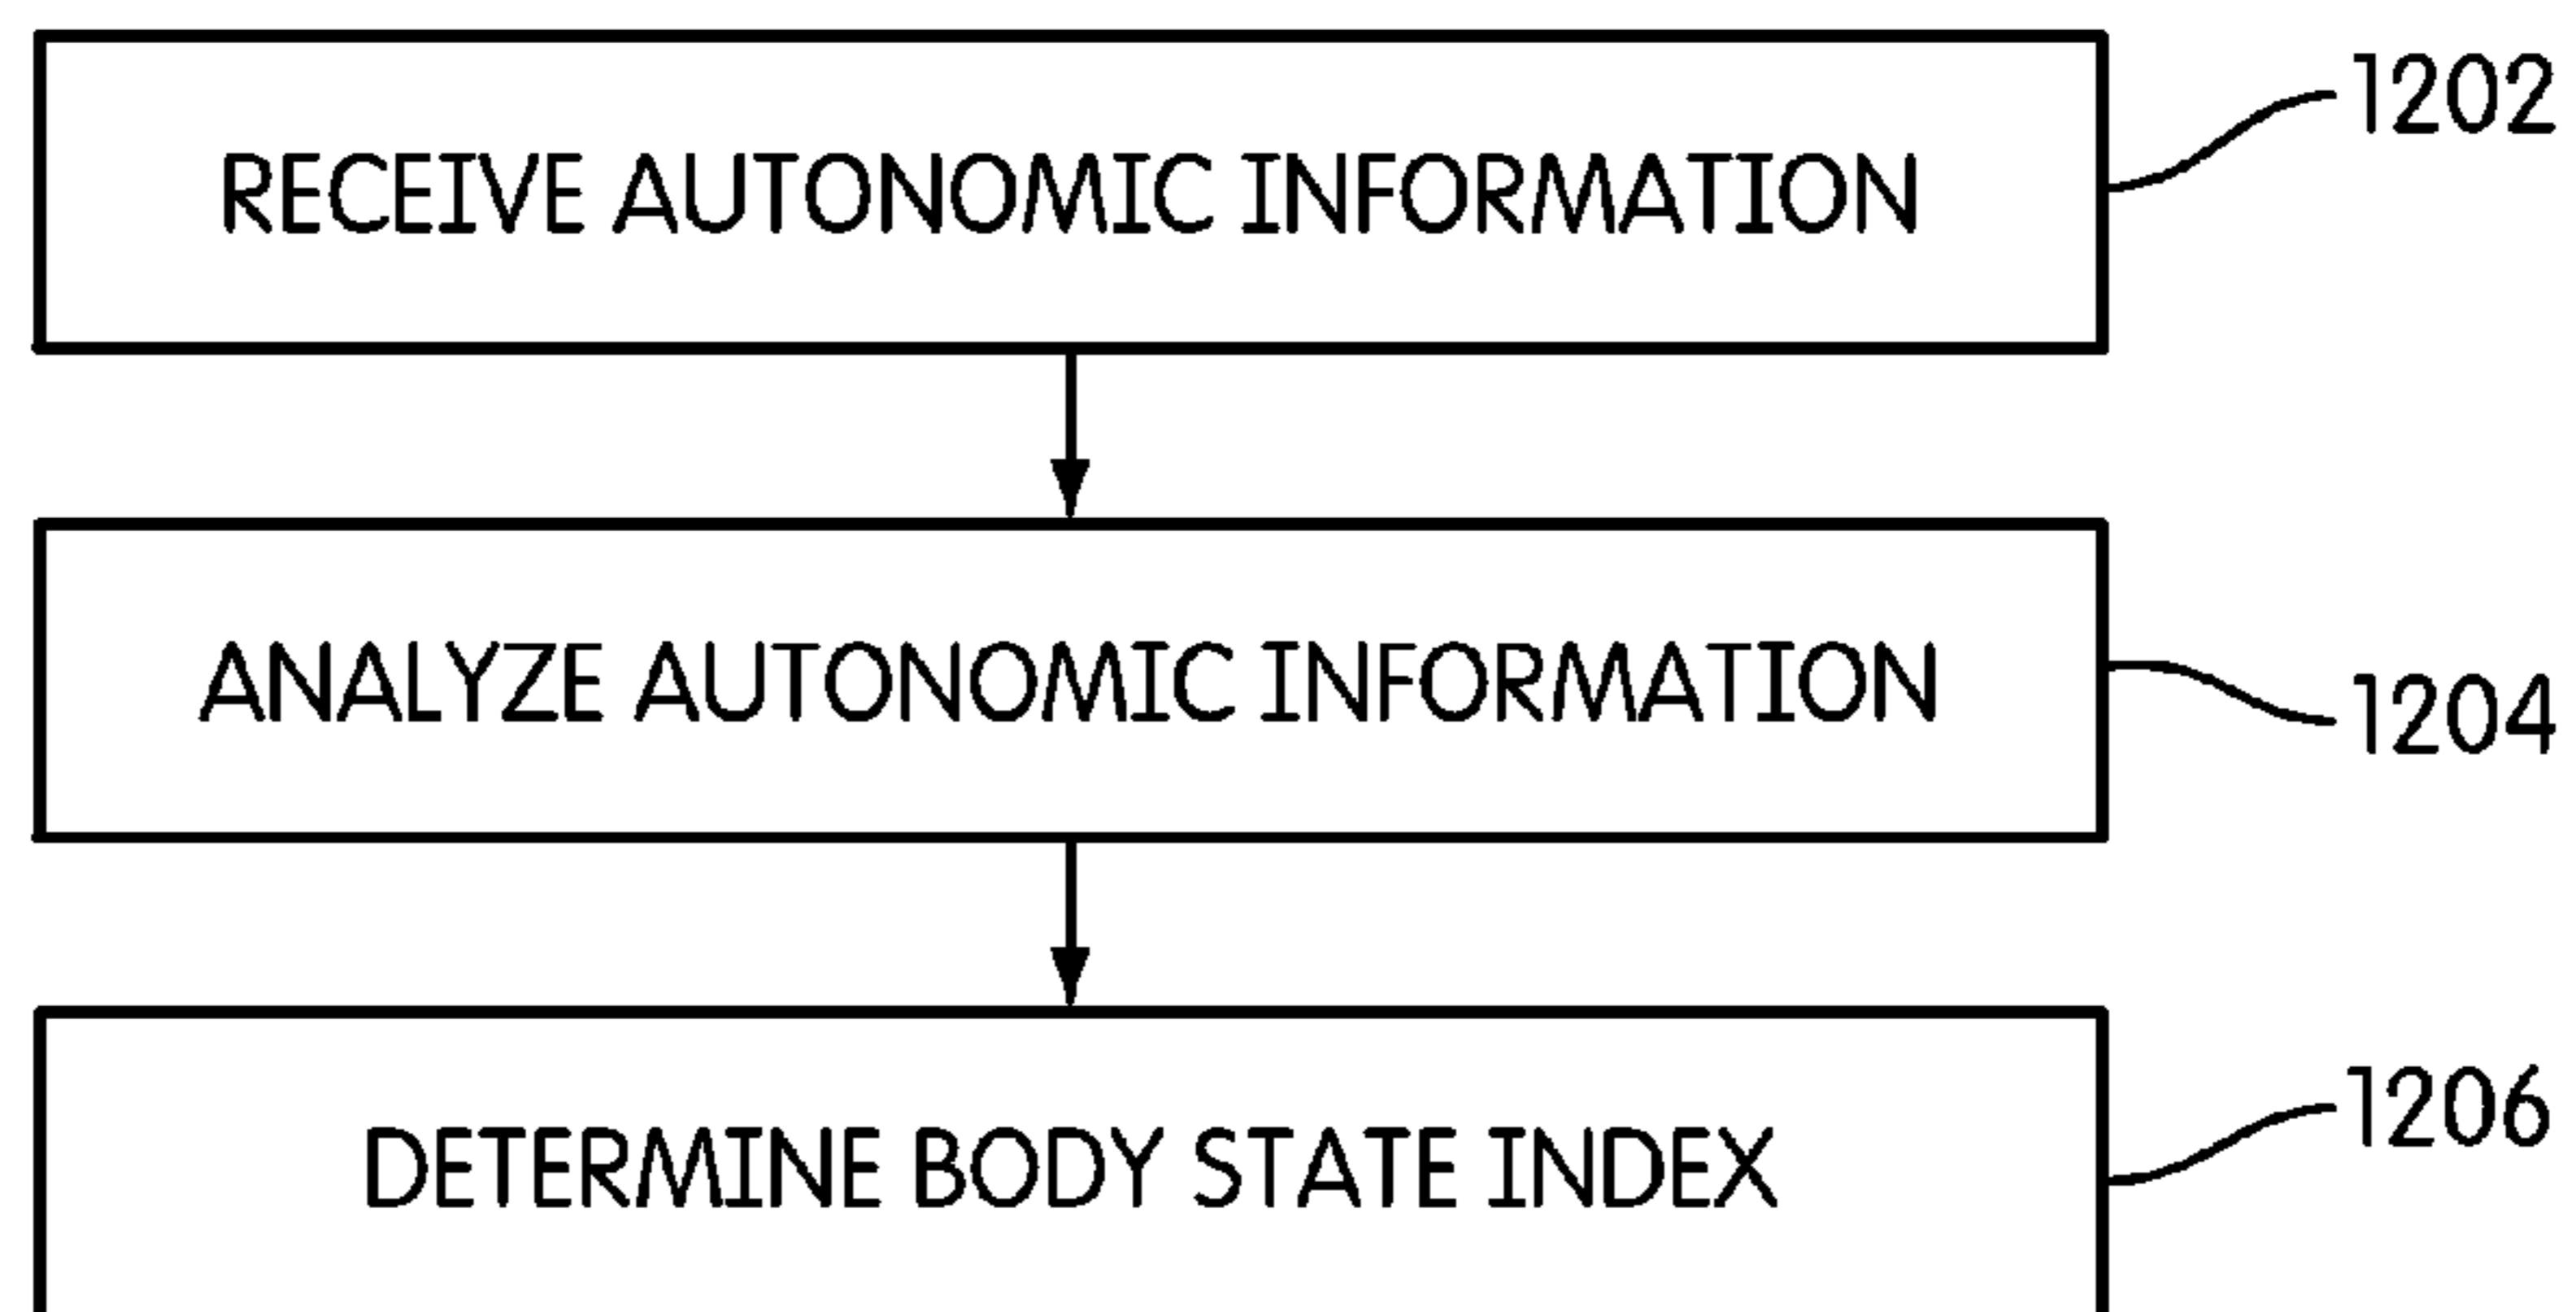 RECEIVE AUTONOMIC INFORMATION
1202
ANALYZE AUTONOMIC INFORMATION
1204
DETERMINE BODY STATE INDEX
1206